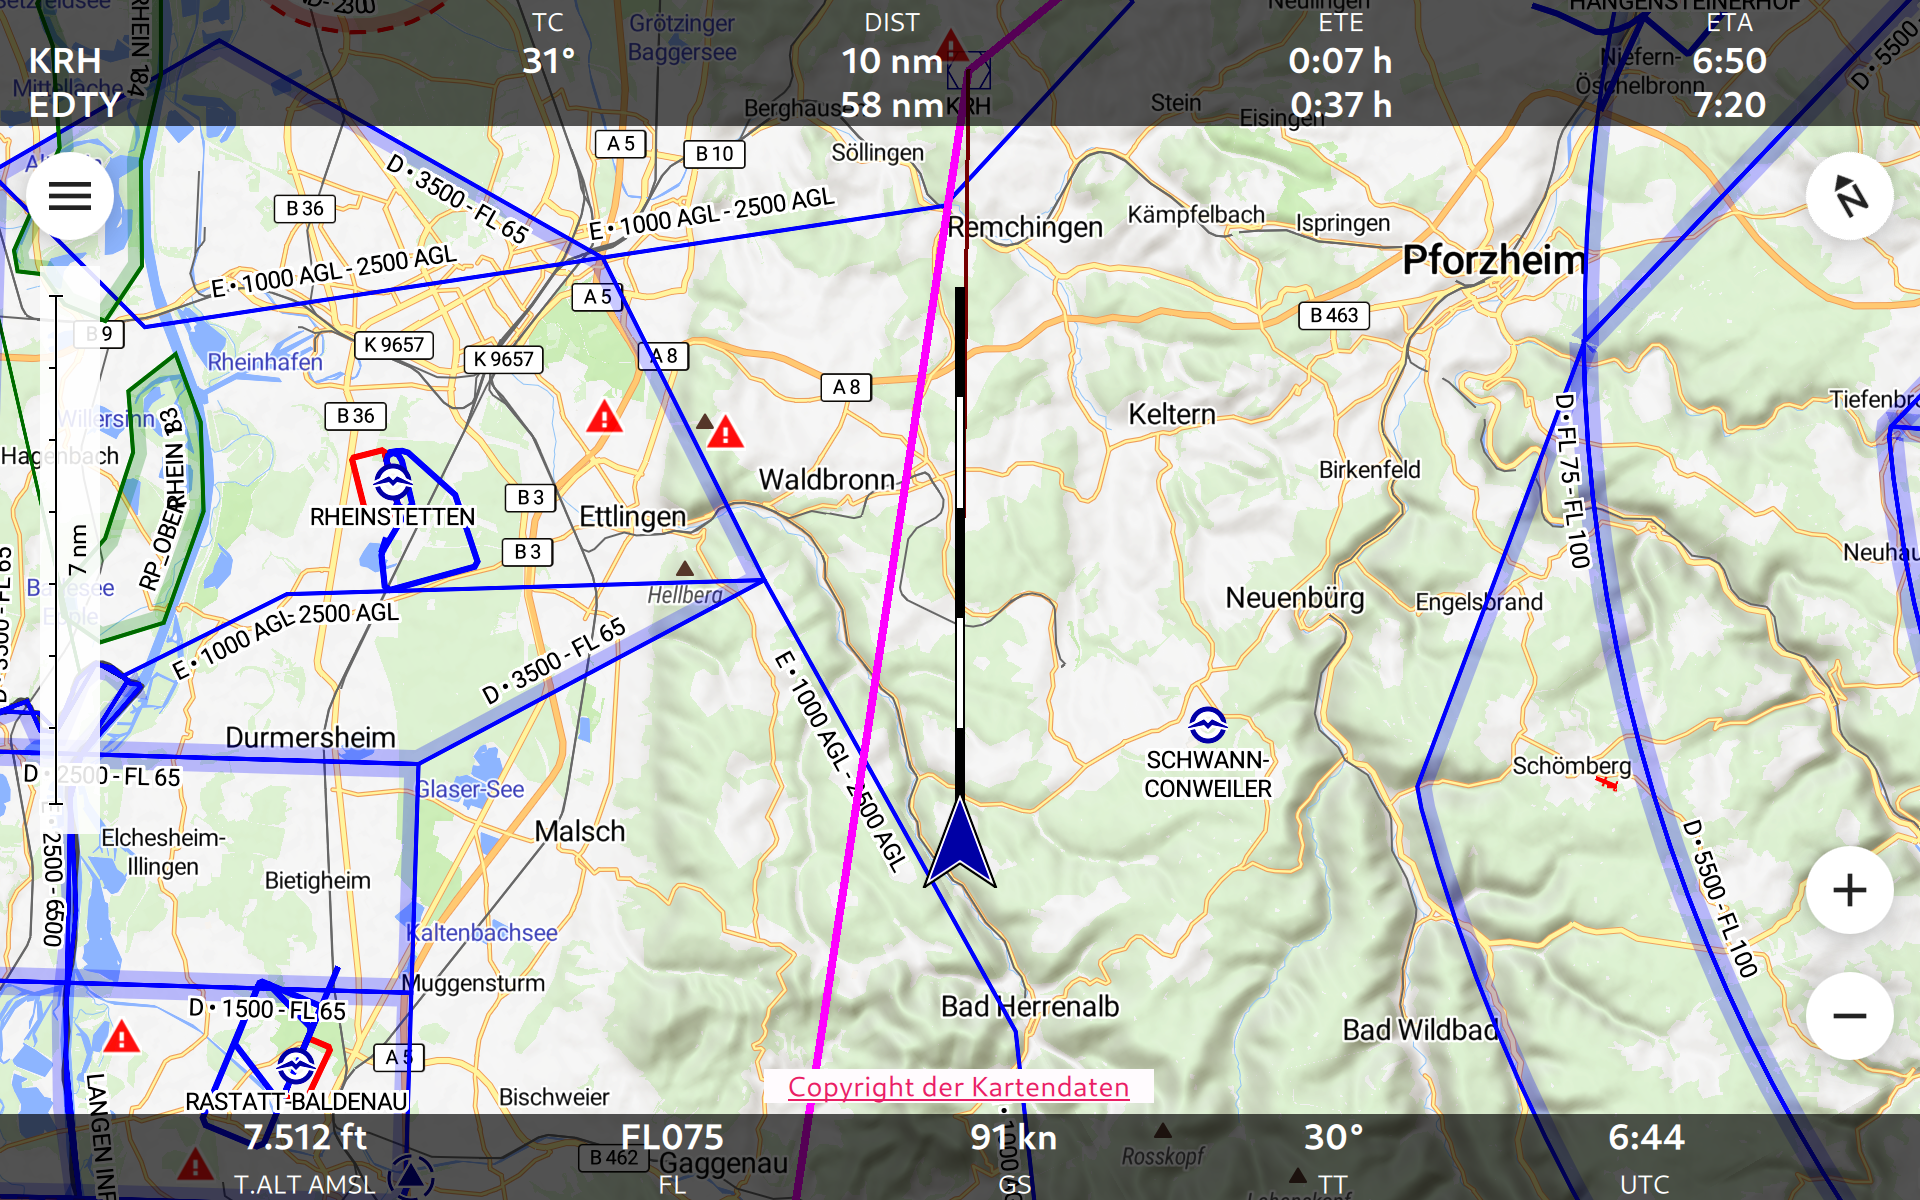 TC
DIST
ETE
ETA
KRH
31°
10 nm
0:07 h
6:50
EDTY
58 nm
0:37 h
7:20
Grötzinger
Baggersee
HANGENSTEINERHOF
Niefern-
Öschelbronn
D • 5500
KRH
Stein
Eisingen
A 5
B 10
Söllingen
D • 3500 - FL 65
B 36
E • 1000 AGL - 2500 AGL
E • 1000 AGL - 2500 AGL
Remchingen
Kämpfelbach
Ispringen
Pforzheim
A 5
B 463
B 9
K 9657
K 9657
Rheinhafen
A 8
A 8
B 36
Willersinn
Keltern
Hagenbach
D • FL 75 - FL 100
Birkenfeld
Waldbronn
B 3
RHEINSTETTEN
Ettlingen
RP_OBERRHEIN B3
7 nm
B 3
Hellberg
Neuenbürg
Engelsbrand
E • 1000 AGL - 2500 AGL
D • 3500 - FL 65
E • 1000 AGL - 2500 AGL
Durmersheim
SCHWANN-
CONWEILER
Schömberg
D • 2500 - FL 65
Glaser-See
Malsch
Elchesheim-
Illingen
Bietigheim
2500 - 6500
D • 5500 - FL 100
Kaltenbachsee
Muggensturm
D • 1500 - FL 65
Bad Herrenalb
Bad Wildbad
A 5
RASTATT-BALDENAU
Bischweier
Copyright der Kartendaten
7.512 ft
FL075
91 kn
30°
6:44
B 462
Gaggenau
Rosskopf
T.ALT AMSL
FL
GS
TT
UTC